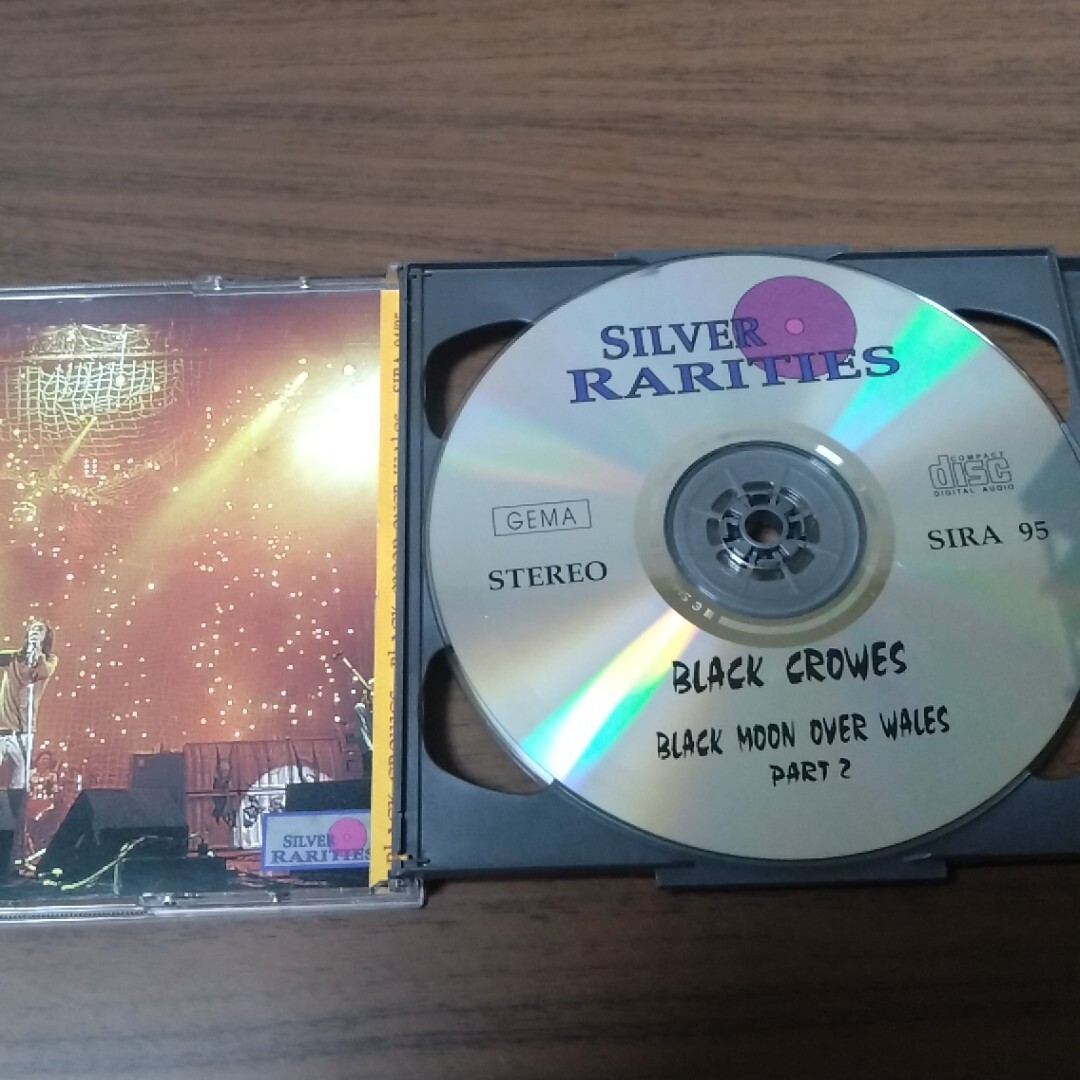 SILVER
RARITIES
GEMA
STEREO
COMPACT
disc
DIGITAL AUDIO
SIRA 95
BLACK CROWES
BLACK MOON OVER WALES
PART 2
SILVER
RARITIES